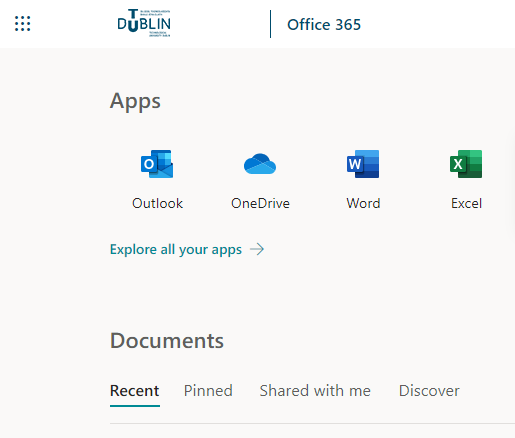 TU
DUBLIN
Office 365
Apps
Outlook
OneDrive
Word
Excel
Explore all your apps
Documents
Recent Pinned Shared with me Discover